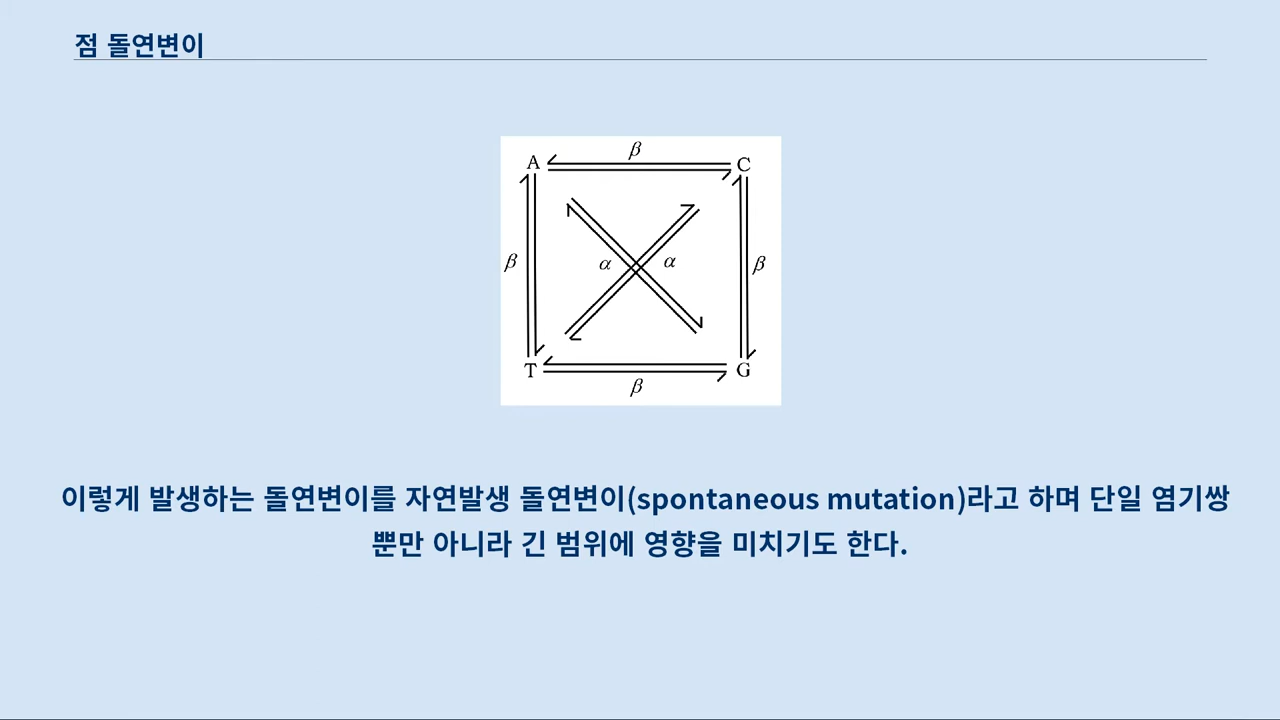 점 돌연변이
β
A C
β α α β
T G
β
이렇게 발생하는 돌연변이를 자연발생 돌연변이(spontaneous mutation)라고 하며 단일 염기쌍
뿐만 아니라 긴 범위에 영향을 미치기도 한다.